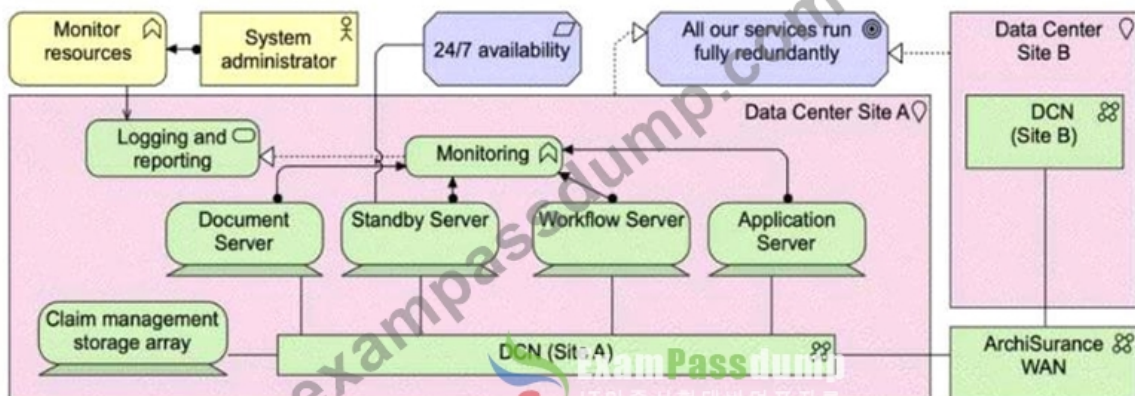 Monitor
resources
System
administrator
24/7 availability
All our services run
fully redundantly
Data Center
Site B
Data Center Site A
DCN
(Site B)
Logging and
reporting
Monitoring
Document
Server
Standby Server
Workflow Server
Application
Server
Claim management
storage array
DCN (Site A)
ArchiSurance
WAN
exampassdump.com
ExamPassdump